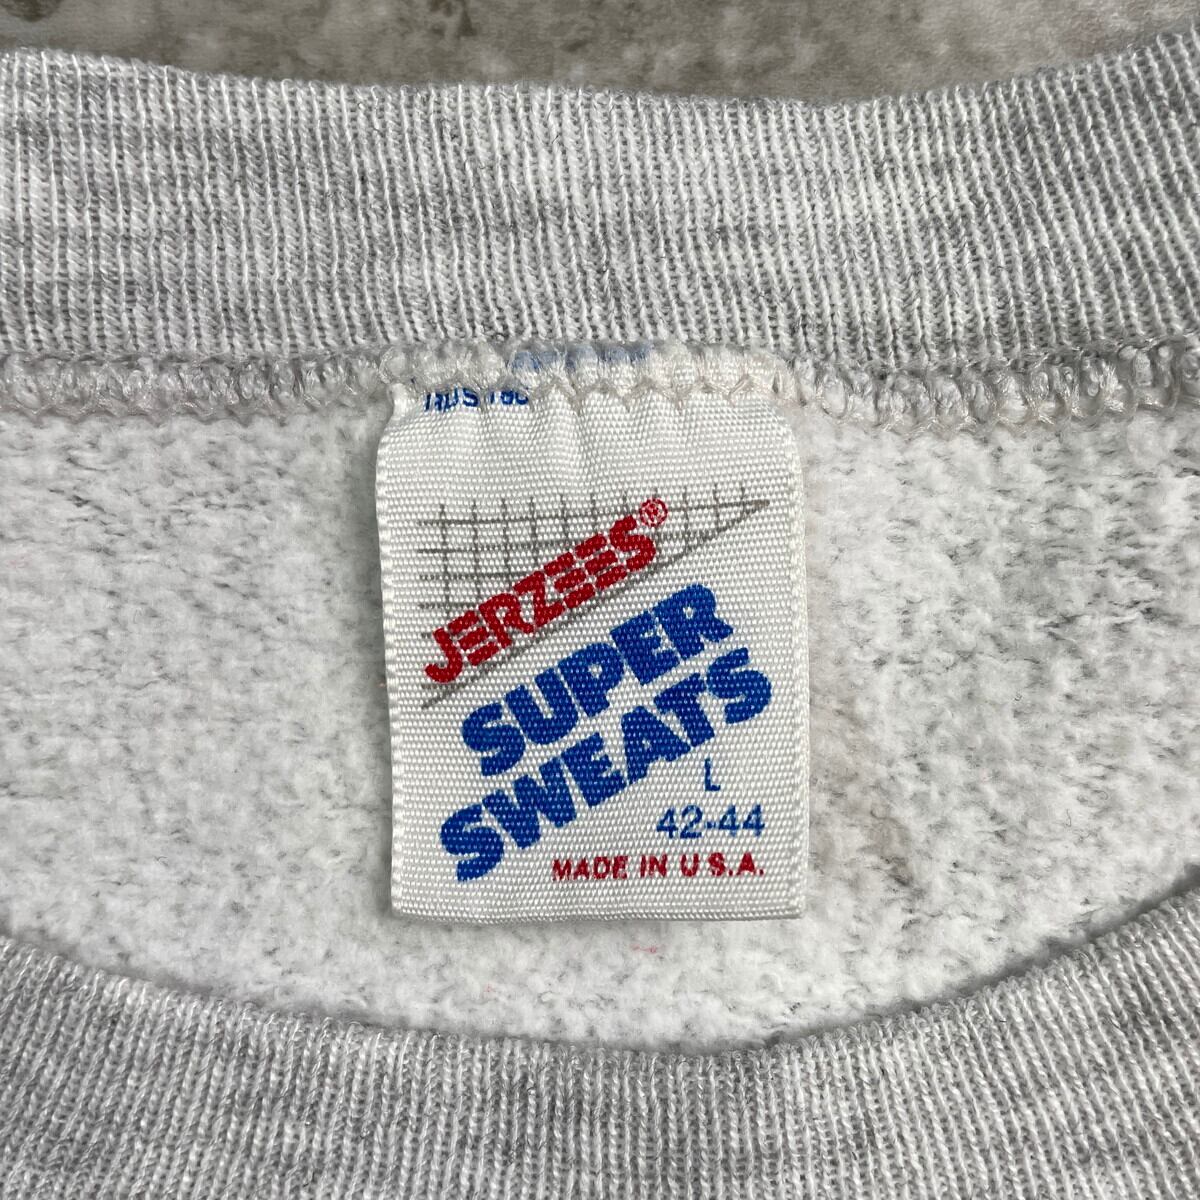 JERZEES®
SUPER
SWEATS
L
42-44
MADE IN U.S.A.